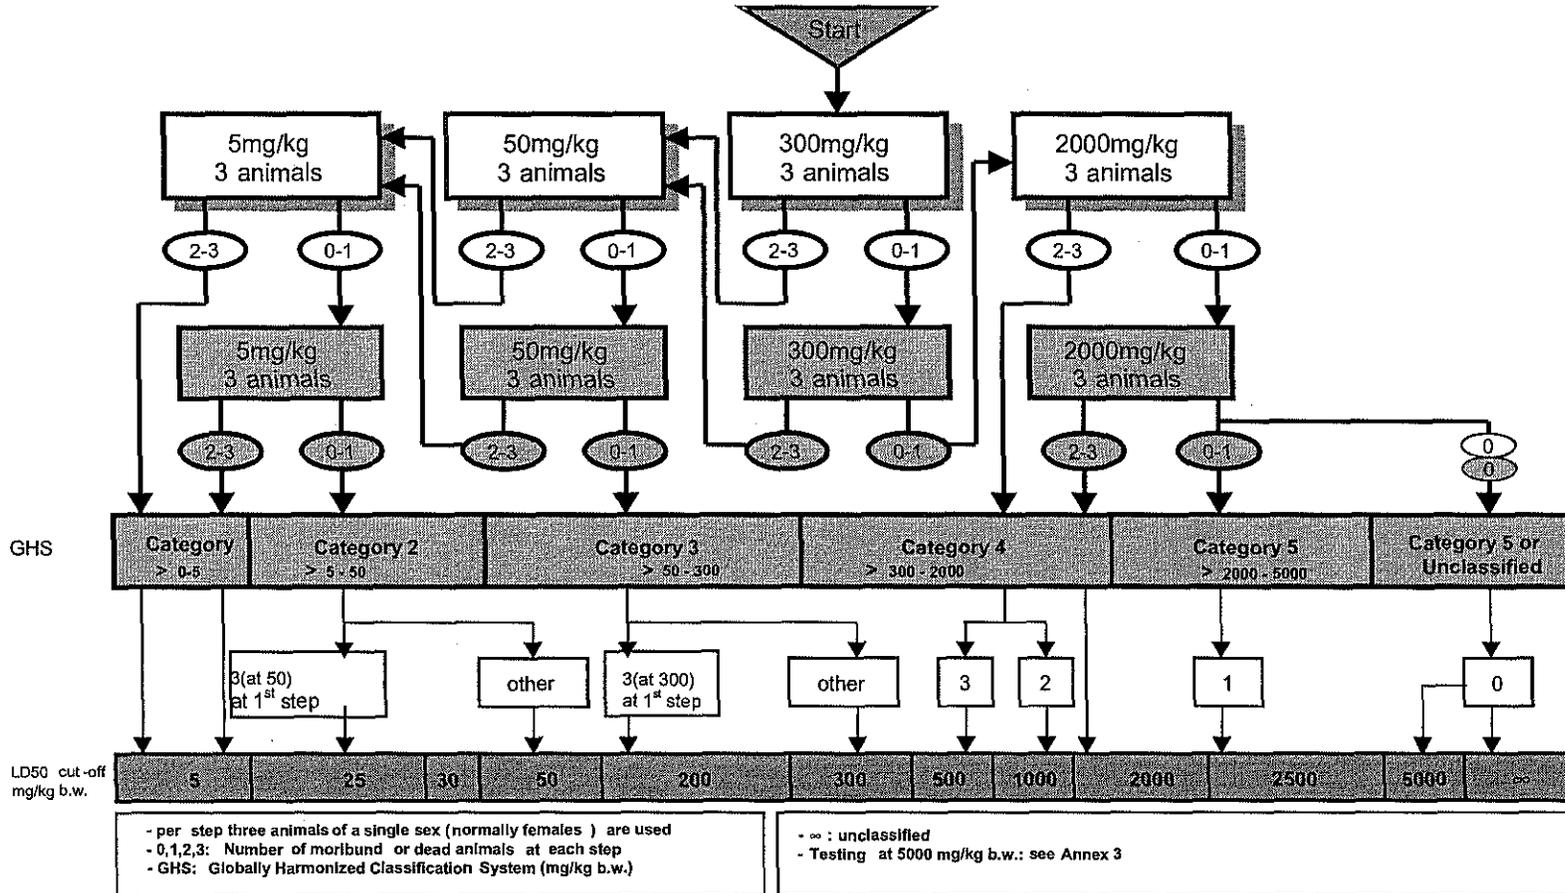 Start
5mg/kg
3 animals
50mg/kg
3 animals
300mg/kg
3 animals
2000mg/kg
3 animals
2-3
0-1
2-3
0-1
2-3
0-1
2-3
0-1
5mg/kg
3 animals
50mg/kg
3 animals
300mg/kg
3 animals
2000mg/kg
3 animals
2-3
0-1
2-3
0-1
2-3
0-1
2-3
0-1
0
0
GHS
Category
> 0-5
Category 2
> 5 - 50
Category 3
> 50 - 300
Category 4
> 300 - 2000
Category 5
> 2000 - 5000
Category 5 or
Unclassified
3(at 50)
at 1st step
other
3(at 300)
at 1st step
other
3
2
1
0
LD50 cut-off
mg/kg b.w.
5
25
30
50
200
300
500
1000
2000
2500
5000
∞
- per step three animals of a single sex (normally females ) are used
- 0,1,2,3: Number of moribund or dead animals at each step
- GHS: Globally Harmonized Classification System (mg/kg b.w.)
- ∞ : unclassified
- Testing at 5000 mg/kg b.w.: see Annex 3